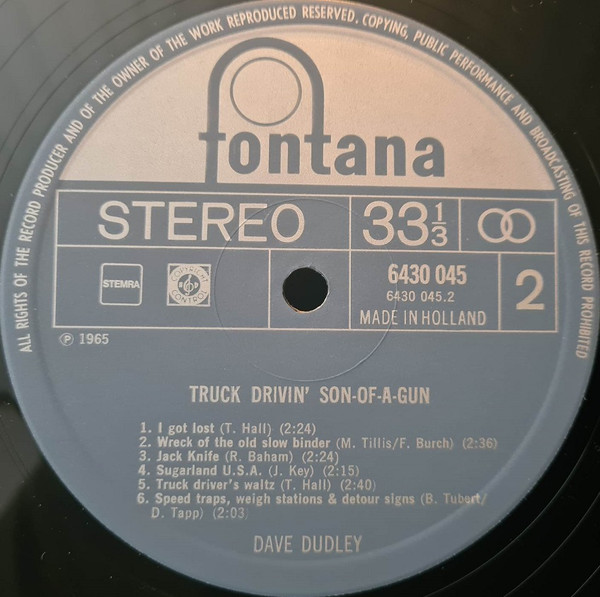 ALL RIGHTS OF THE RECORD PRODUCER AND OF THE OWNER OF THE WORK REPRODUCED RESERVED. COPYING, PUBLIC PERFORMANCE AND BROADCASTING OF THIS RECORD PROHIBITED
fontana
STEREO
33 1/3
STEMRA
COPYRIGHT CONTROL
6430 045
6430 045.2
MADE IN HOLLAND
2
℗ 1965
TRUCK DRIVIN' SON-OF-A-GUN
1. I got lost (T. Hall) (2:24)
2. Wreck of the old slow binder (M. Tillis/F. Burch) (2:36)
3. Jack Knife (R. Baham) (2:24)
4. Sugarland U.S.A. (J. Key) (2:15)
5. Truck driver's waltz (T. Hall) (2:40)
6. Speed traps, weigh stations & detour signs (B. Tubert/
D. Tapp) (2:03)
DAVE DUDLEY